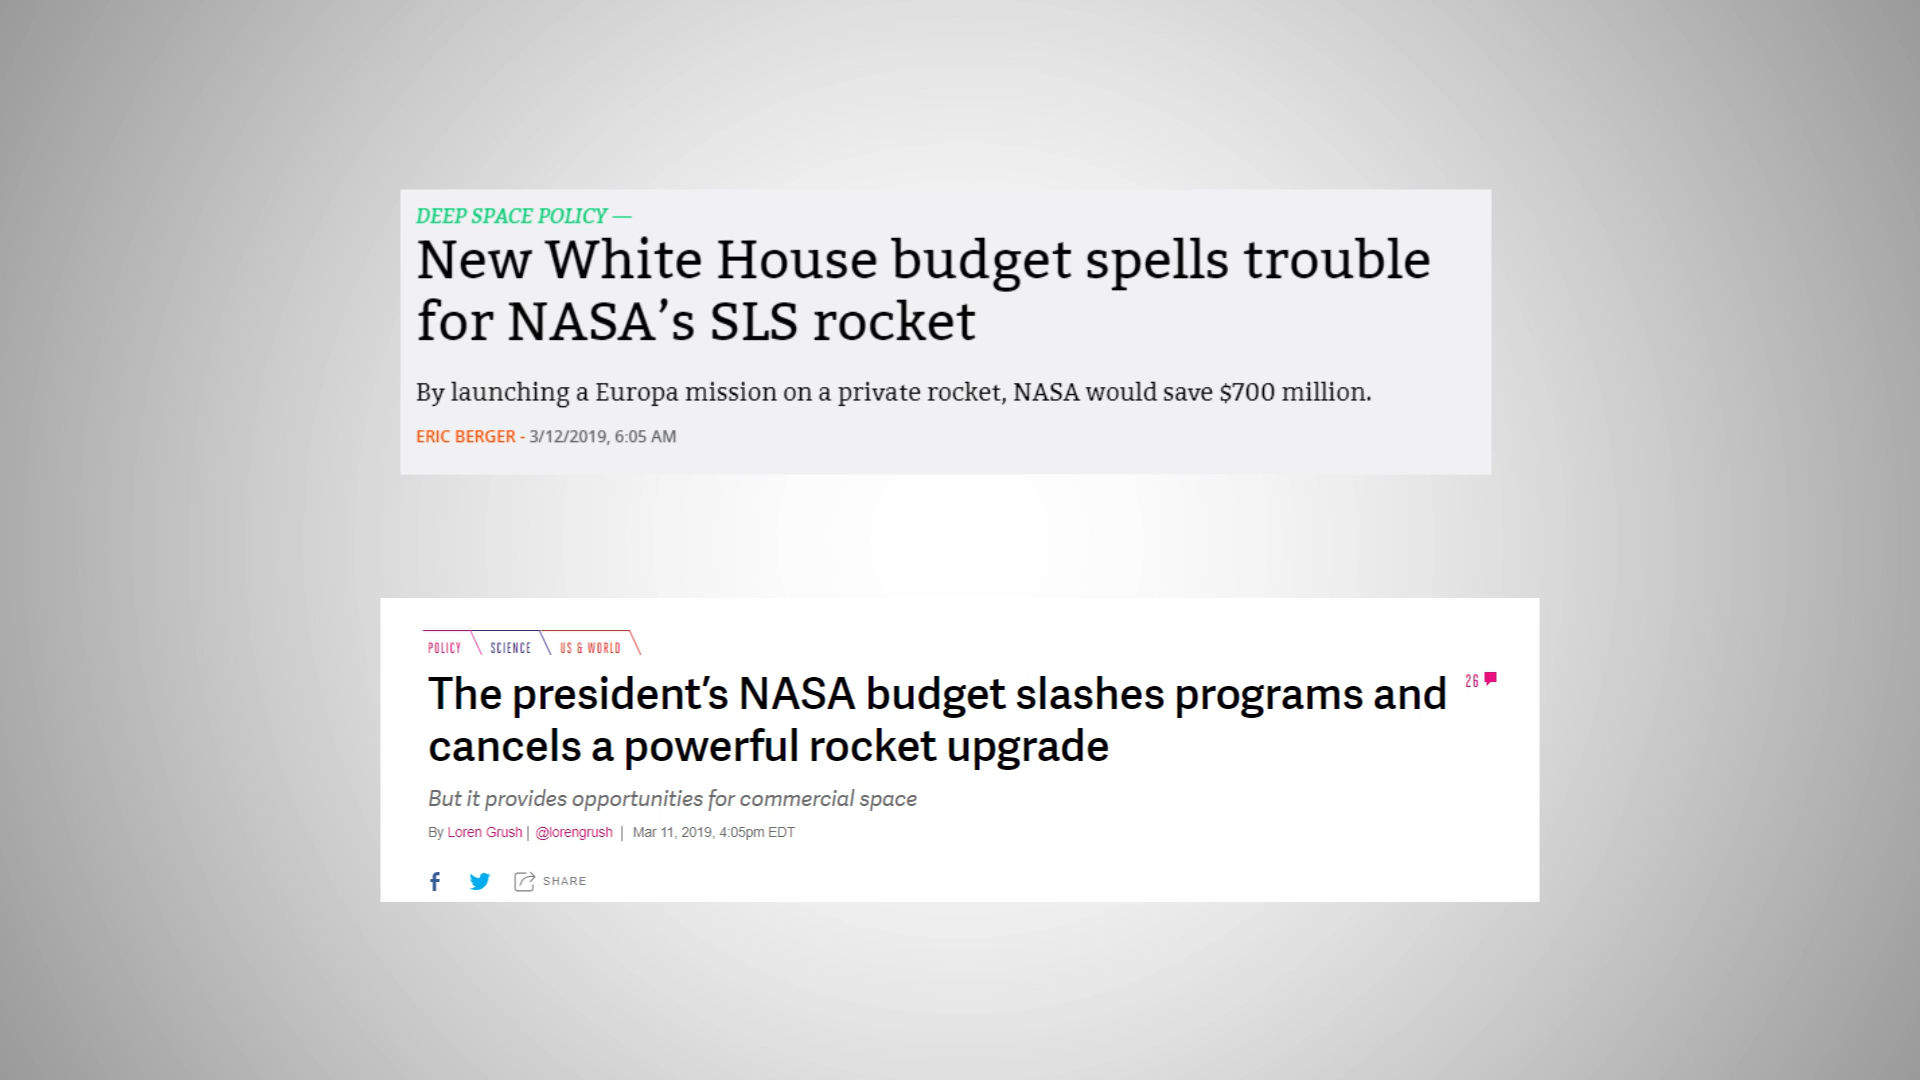 DEEP SPACE POLICY —
New White House budget spells trouble
for NASA’s SLS rocket
By launching a Europa mission on a private rocket, NASA would save $700 million.
ERIC BERGER - 3/12/2019, 6:05 AM
POLICY SCIENCE US & WORLD
The president’s NASA budget slashes programs and
cancels a powerful rocket upgrade
26
But it provides opportunities for commercial space
By Loren Grush | @lorengrush | Mar 11, 2019, 4:05pm EDT
SHARE